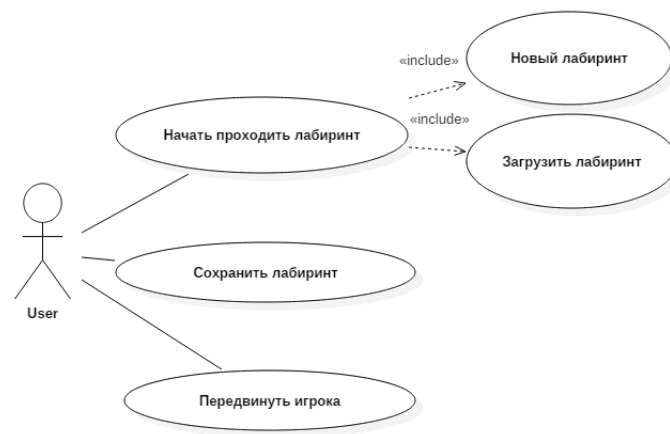 «include»
Новый лабиринт
«include»
Начать проходить лабиринт
Загрузить лабиринт
Сохранить лабиринт
User
Передвинуть игрока